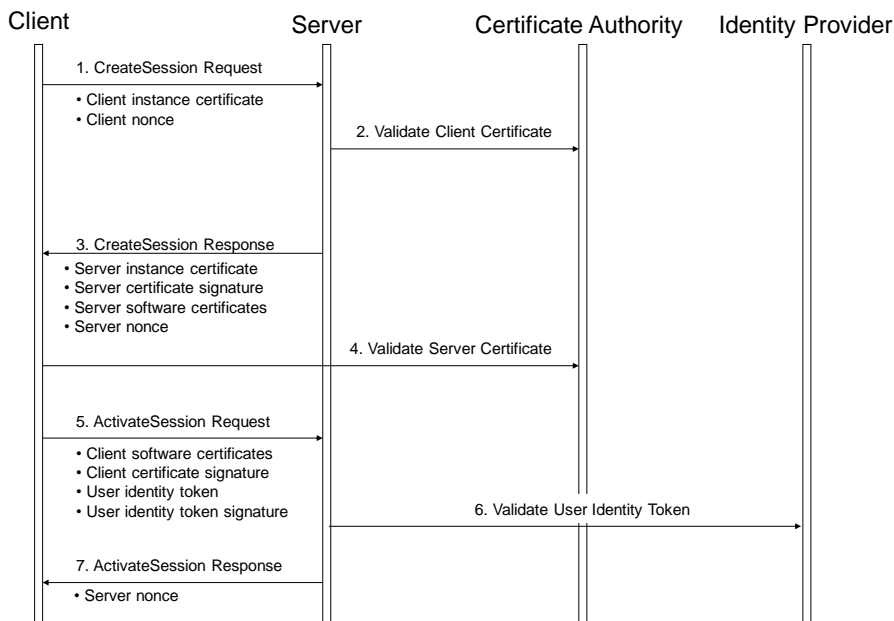 Client Server Certificate Authority Identity Provider
1. CreateSession Request
• Client instance certificate
• Client nonce
2. Validate Client Certificate
3. CreateSession Response
• Server instance certificate
• Server certificate signature
• Server software certificates
• Server nonce
4. Validate Server Certificate
5. ActivateSession Request
• Client software certificates
• Client certificate signature
• User identity token
• User identity token signature
6. Validate User Identity Token
7. ActivateSession Response
• Server nonce